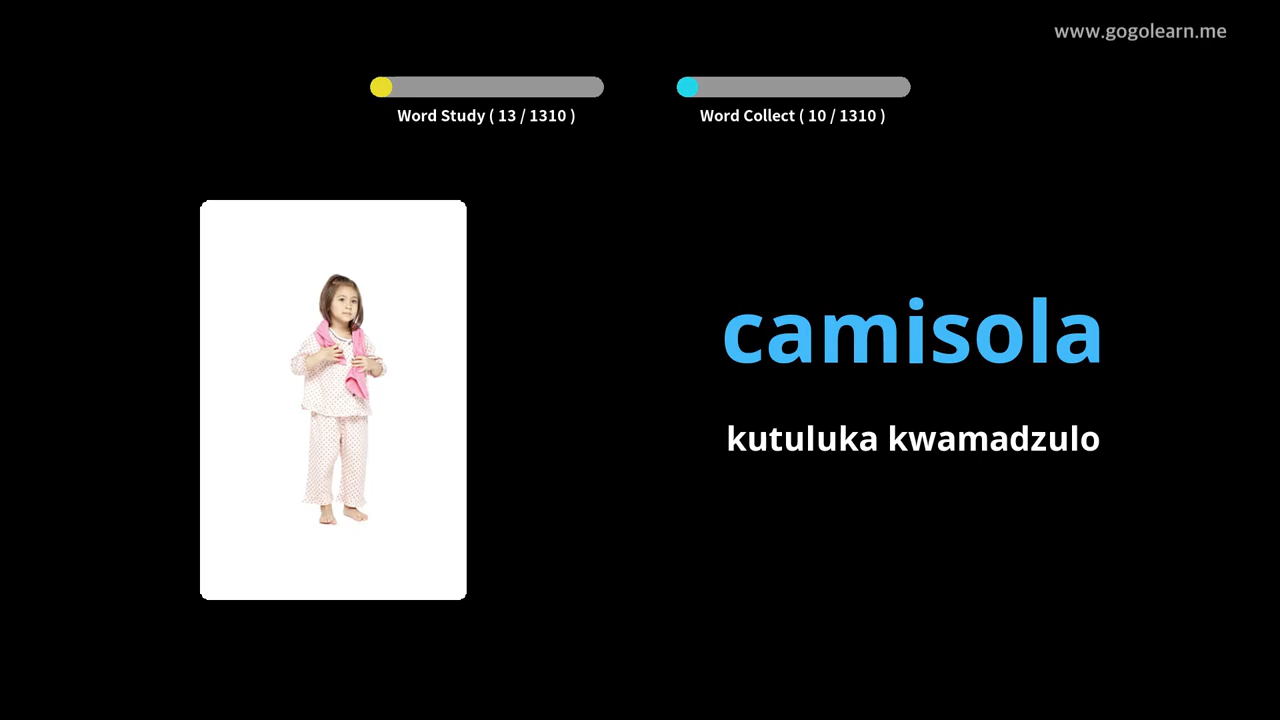 www.gogolearn.me
Word Study ( 13 / 1310 )
Word Collect ( 10 / 1310 )
camisola
kutuluka kwamadzulo